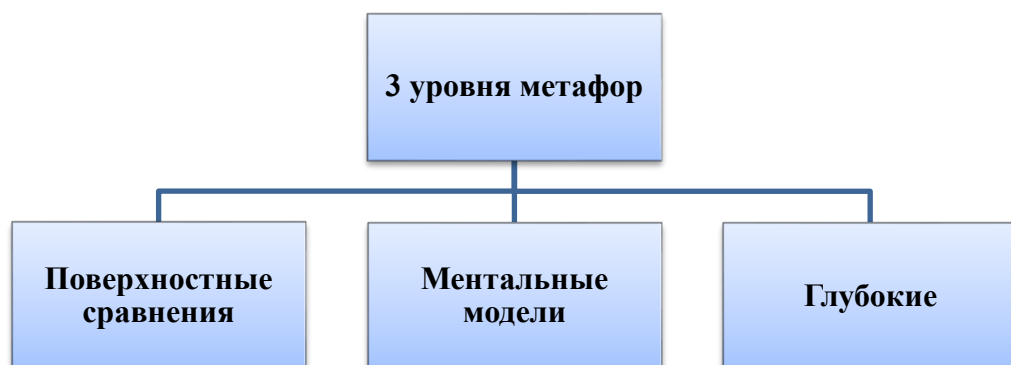 3 уровня метафор
Поверхностные
сравнения
Ментальные
модели
Глубокие